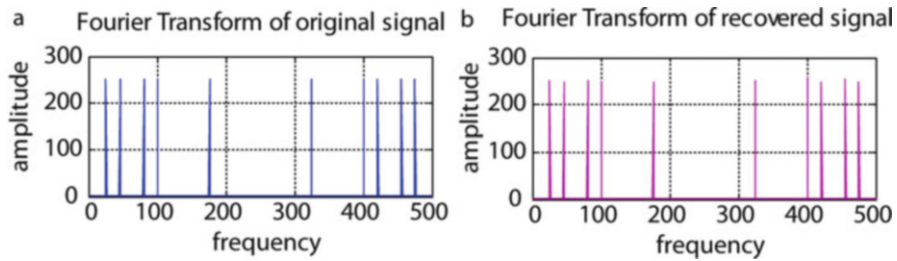 a Fourier Transform of original signal
300
200
100
0
amplitude
0 100 200 300 400 500
frequency
b Fourier Transform of recovered signal
300
200
100
0
amplitude
0 100 200 300 400 500
frequency